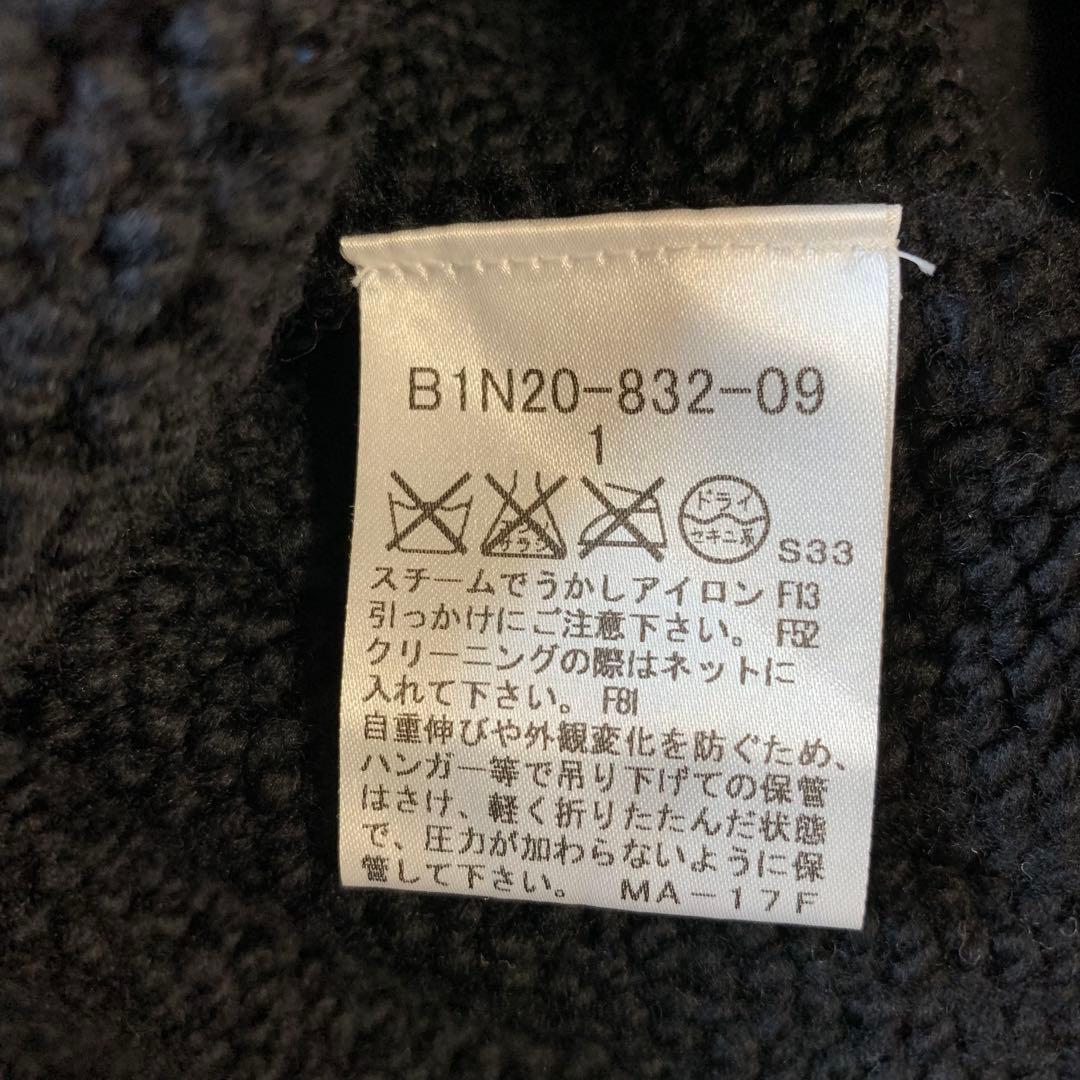 B1N20-832-09
1
エンソ
サラシ
ドライ
セキユ系
S33
スチームでうかしアイロン F13
引っかけにご注意下さい。 F52
クリーニングの際はネットに
入れて下さい。 F81
自重伸びや外観変化を防ぐため、
ハンガー等で吊り下げての保管
はさけ、軽く折りたたんだ状態
で、圧力が加わらないように保
管して下さい。 MA-17F